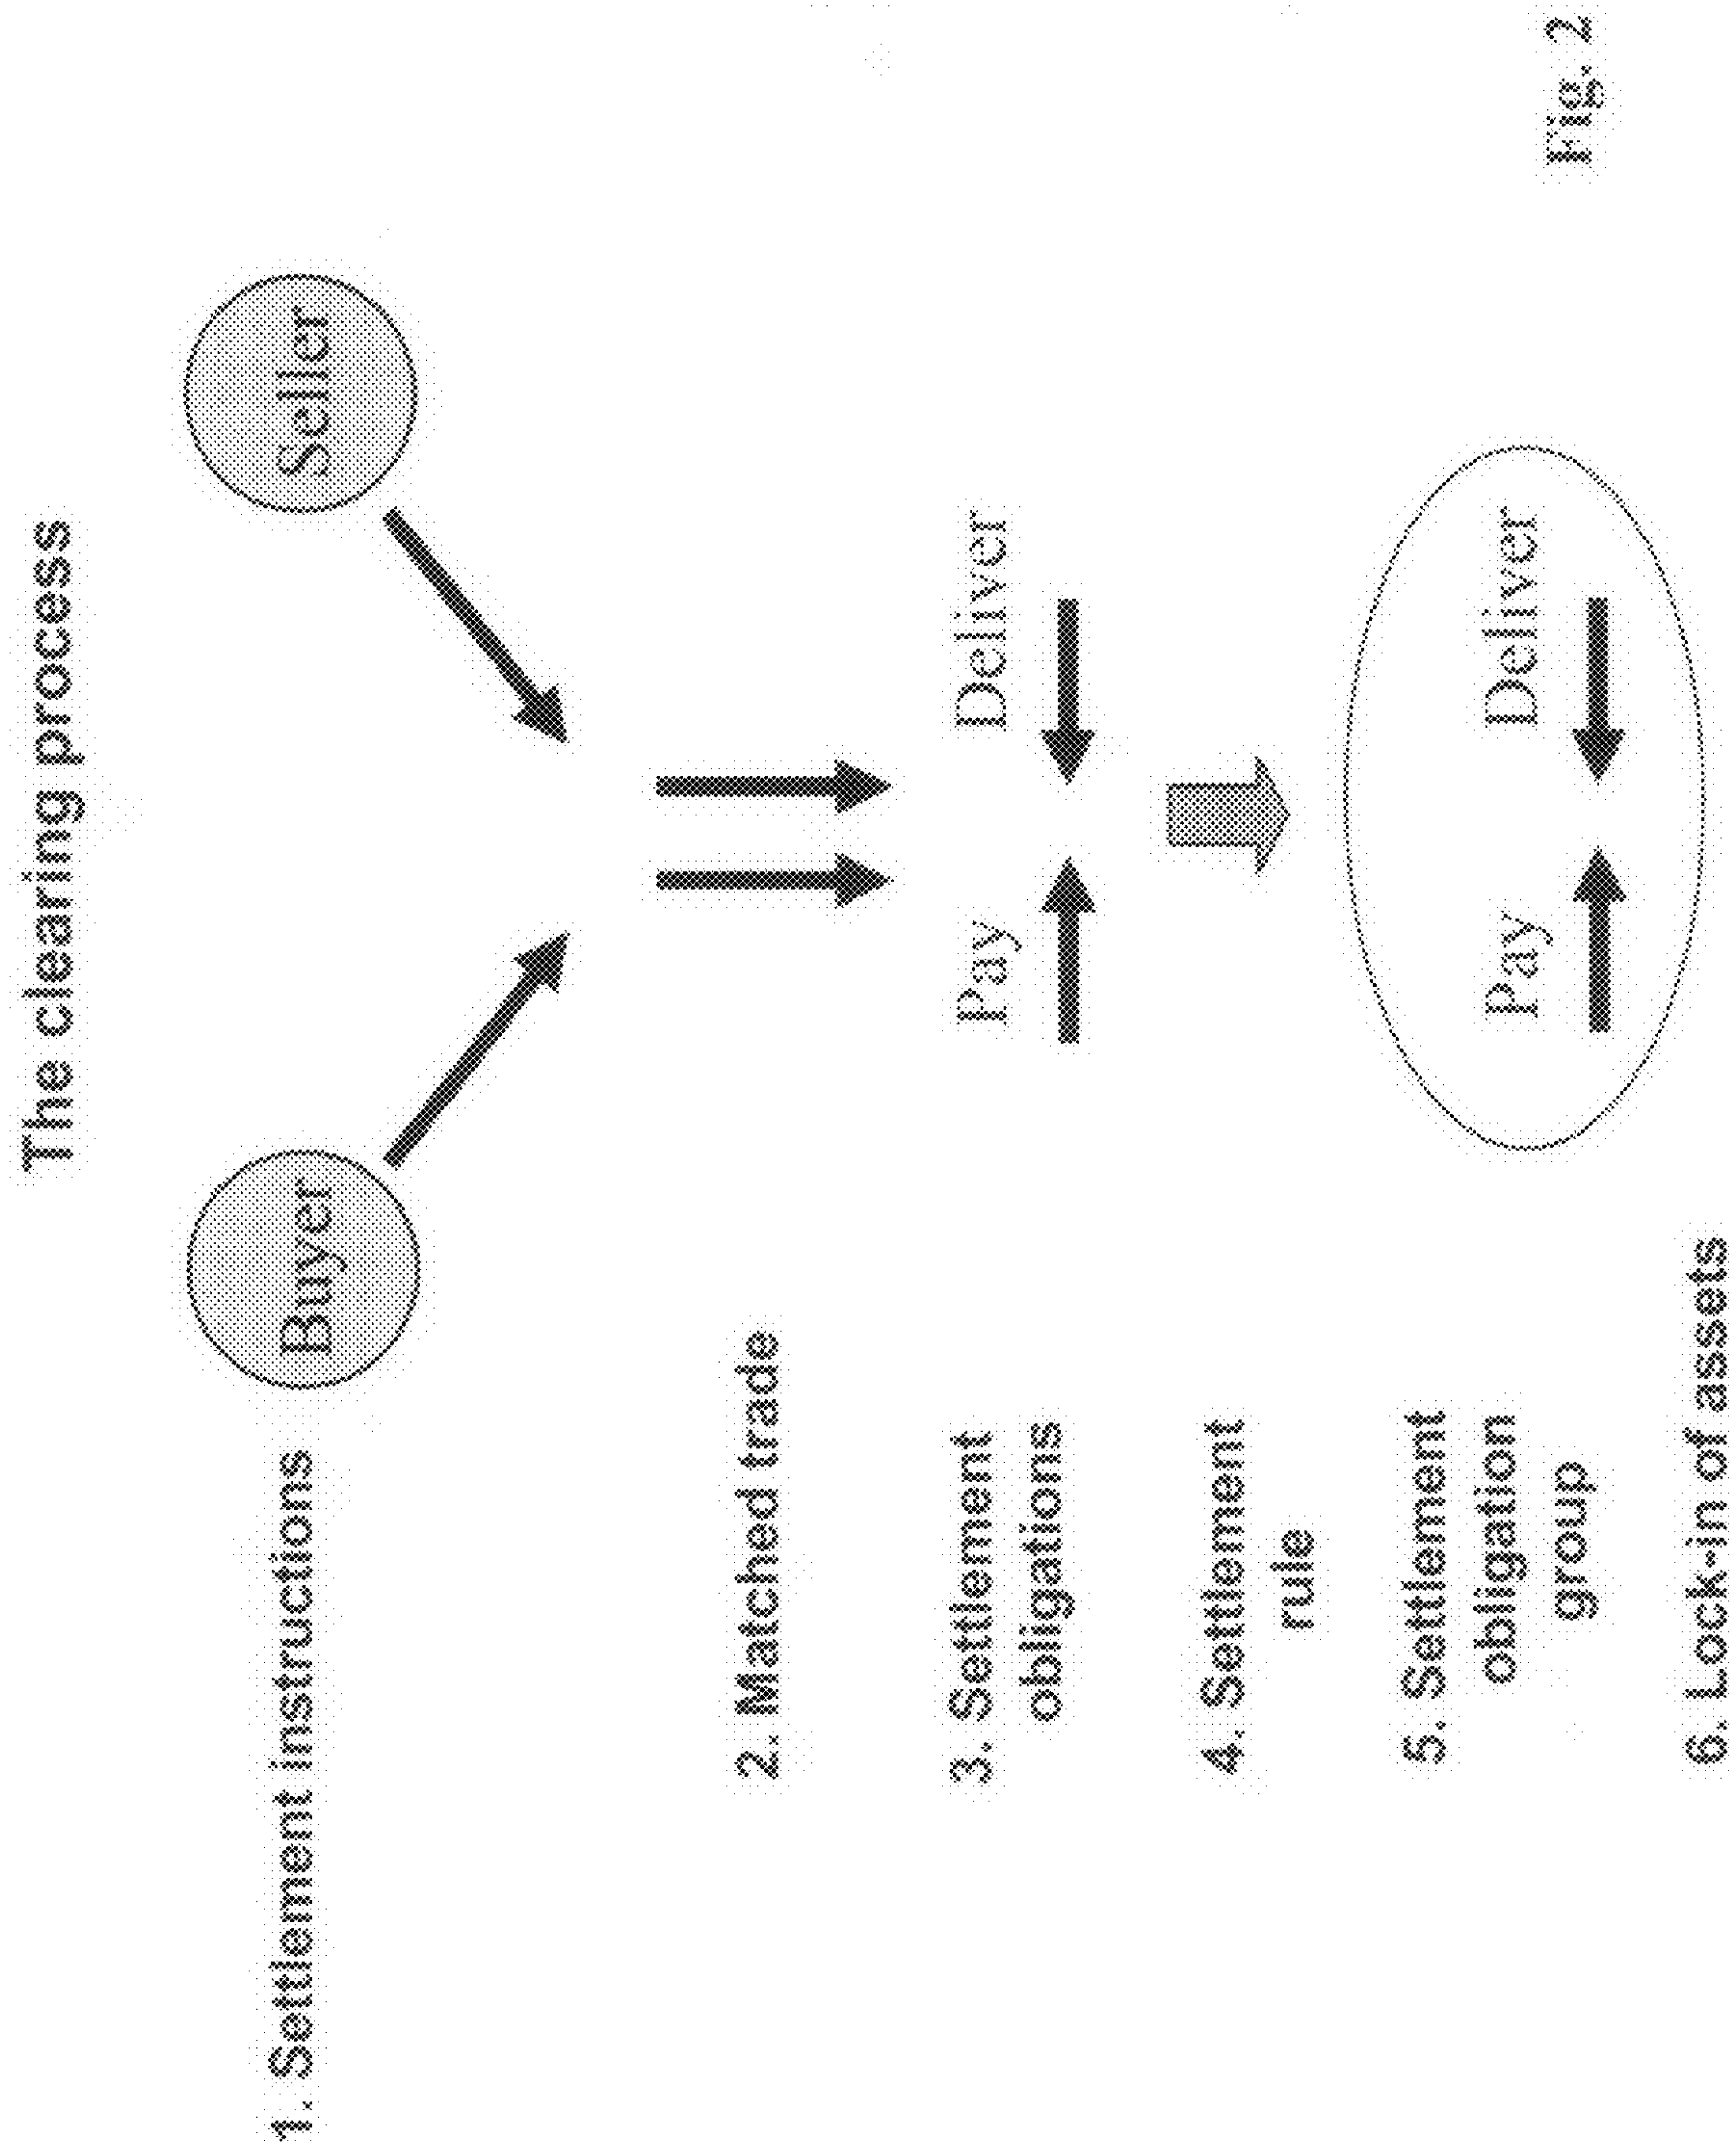 The clearing process
1. Settlement instructions
Buyer
Seller
2. Matched trade
3. Settlement
obligations
Pay
Deliver
4. Settlement
rule
5. Settlement
obligation
group
Pay
Deliver
6. Lock-in of assets
Fig. 2